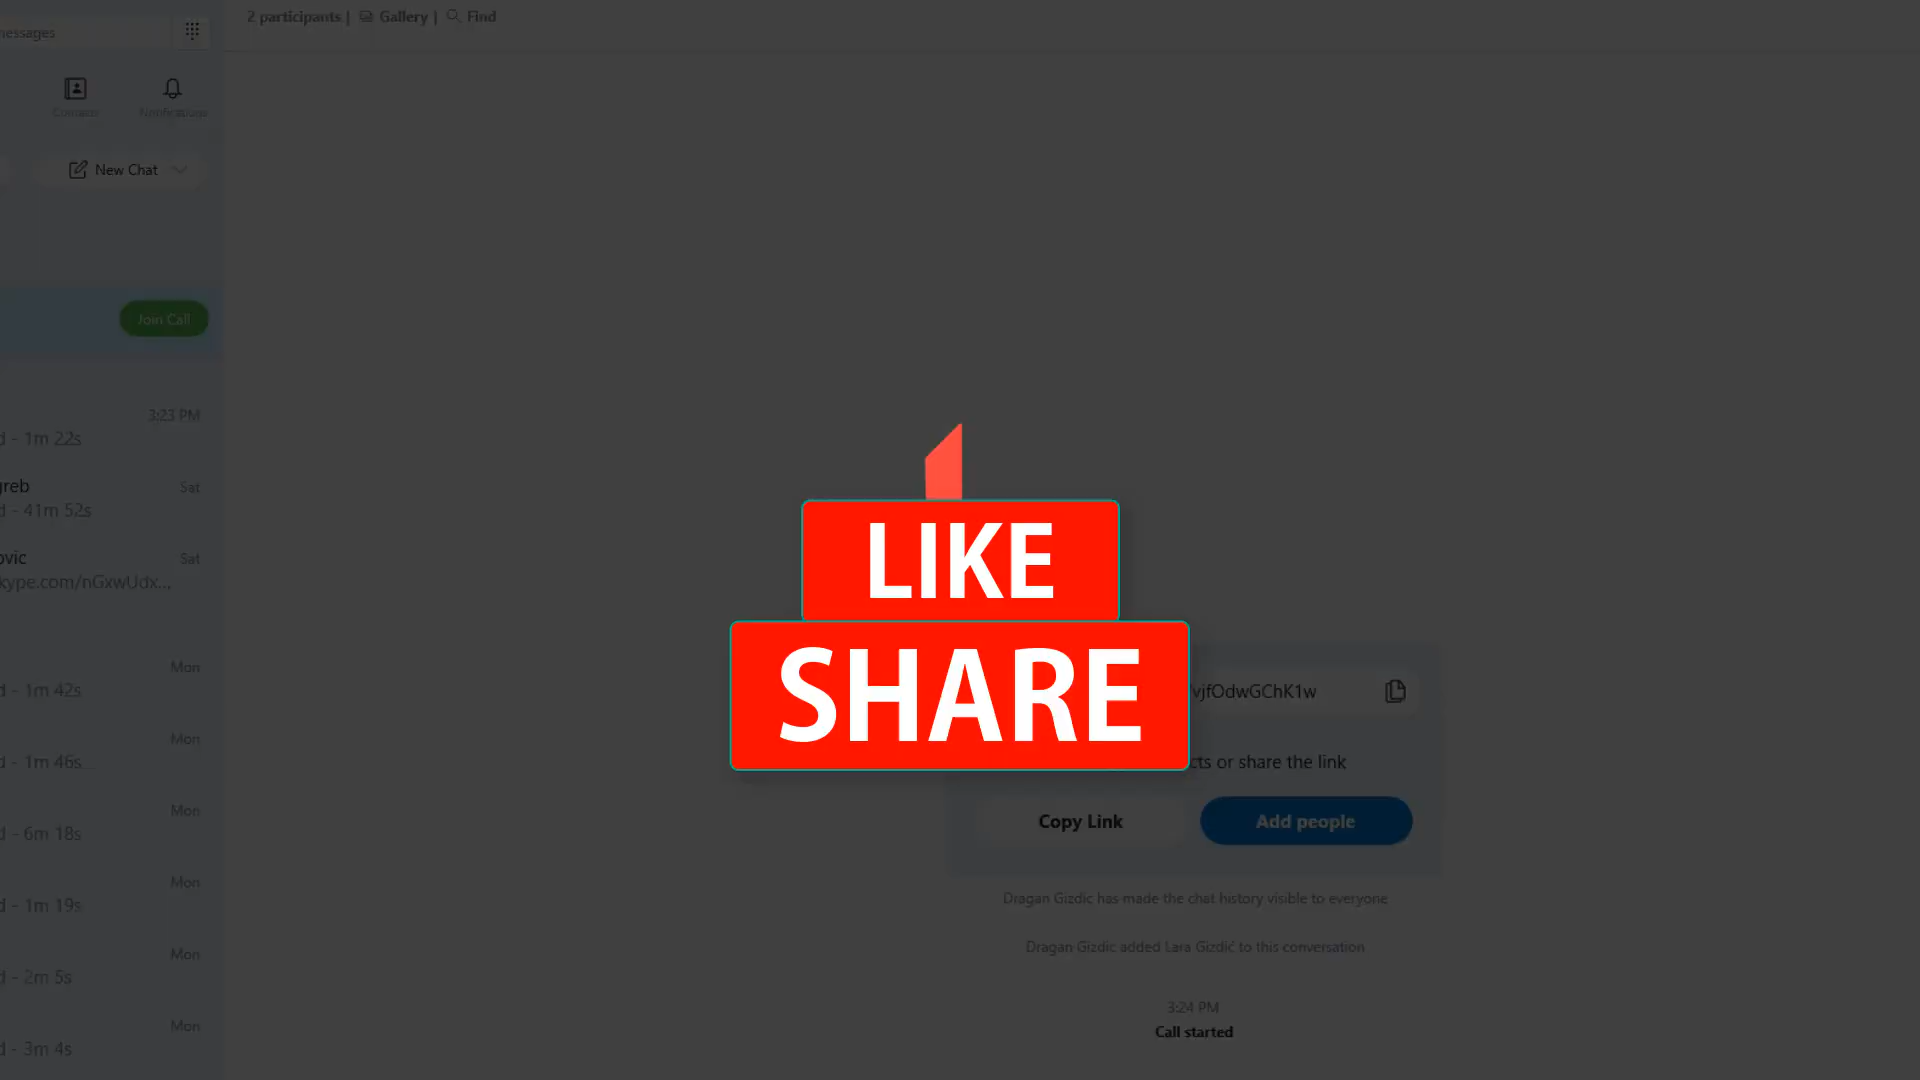 2 participants | Gallery | Find
messages
Contacts
Notifications
New Chat
Join Call
3:23 PM
d - 1m 22s
greb
Sat
d - 41m 52s
ovic
Sat
kype.com/nGxwUdx...
Mon
d - 1m 42s
Mon
d - 1m 46s
Mon
d - 6m 18s
Mon
d - 1m 19s
Mon
d - 2m 5s
Mon
d - 3m 4s
LIKE
SHARE
vjfOdwGChK1w
cts or share the link
Copy Link
Add people
Dragan Gizdic has made the chat history visible to everyone
Dragan Gizdic added Lara Gizdić to this conversation
3:24 PM
Call started